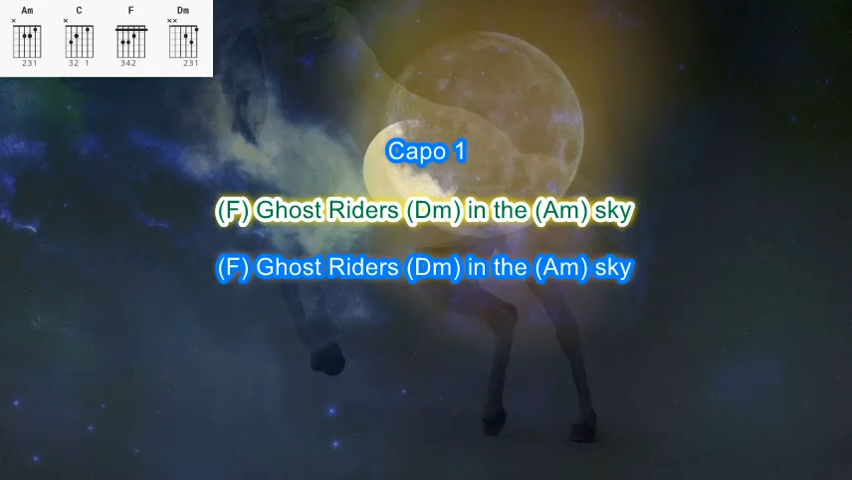 Am C F Dm
x x xx
231 32 1 342 231
Capo 1
(F) Ghost Riders (Dm) in the (Am) sky
(F) Ghost Riders (Dm) in the (Am) sky